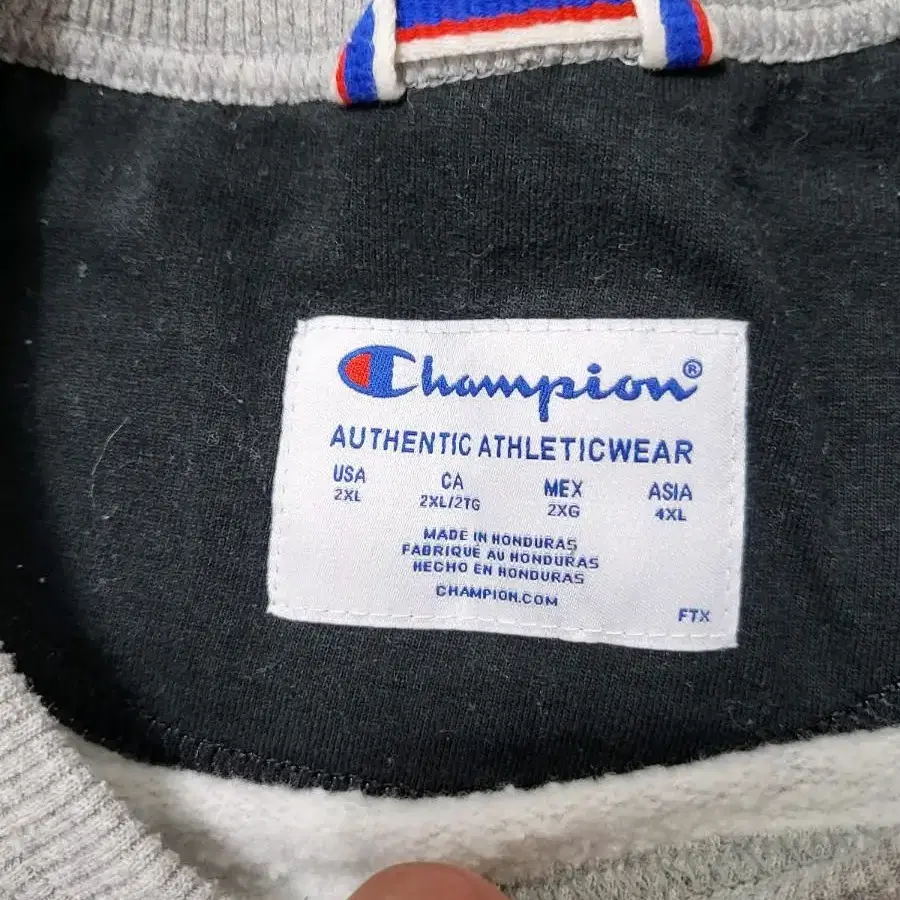 Champion®
AUTHENTIC ATHLETICWEAR
USA CA MEX ASIA
2XL 2XL/2TG 2XG 4XL
MADE IN HONDURAS
FABRIQUÉ AU HONDURAS
HECHO EN HONDURAS
CHAMPION.COM
FTX